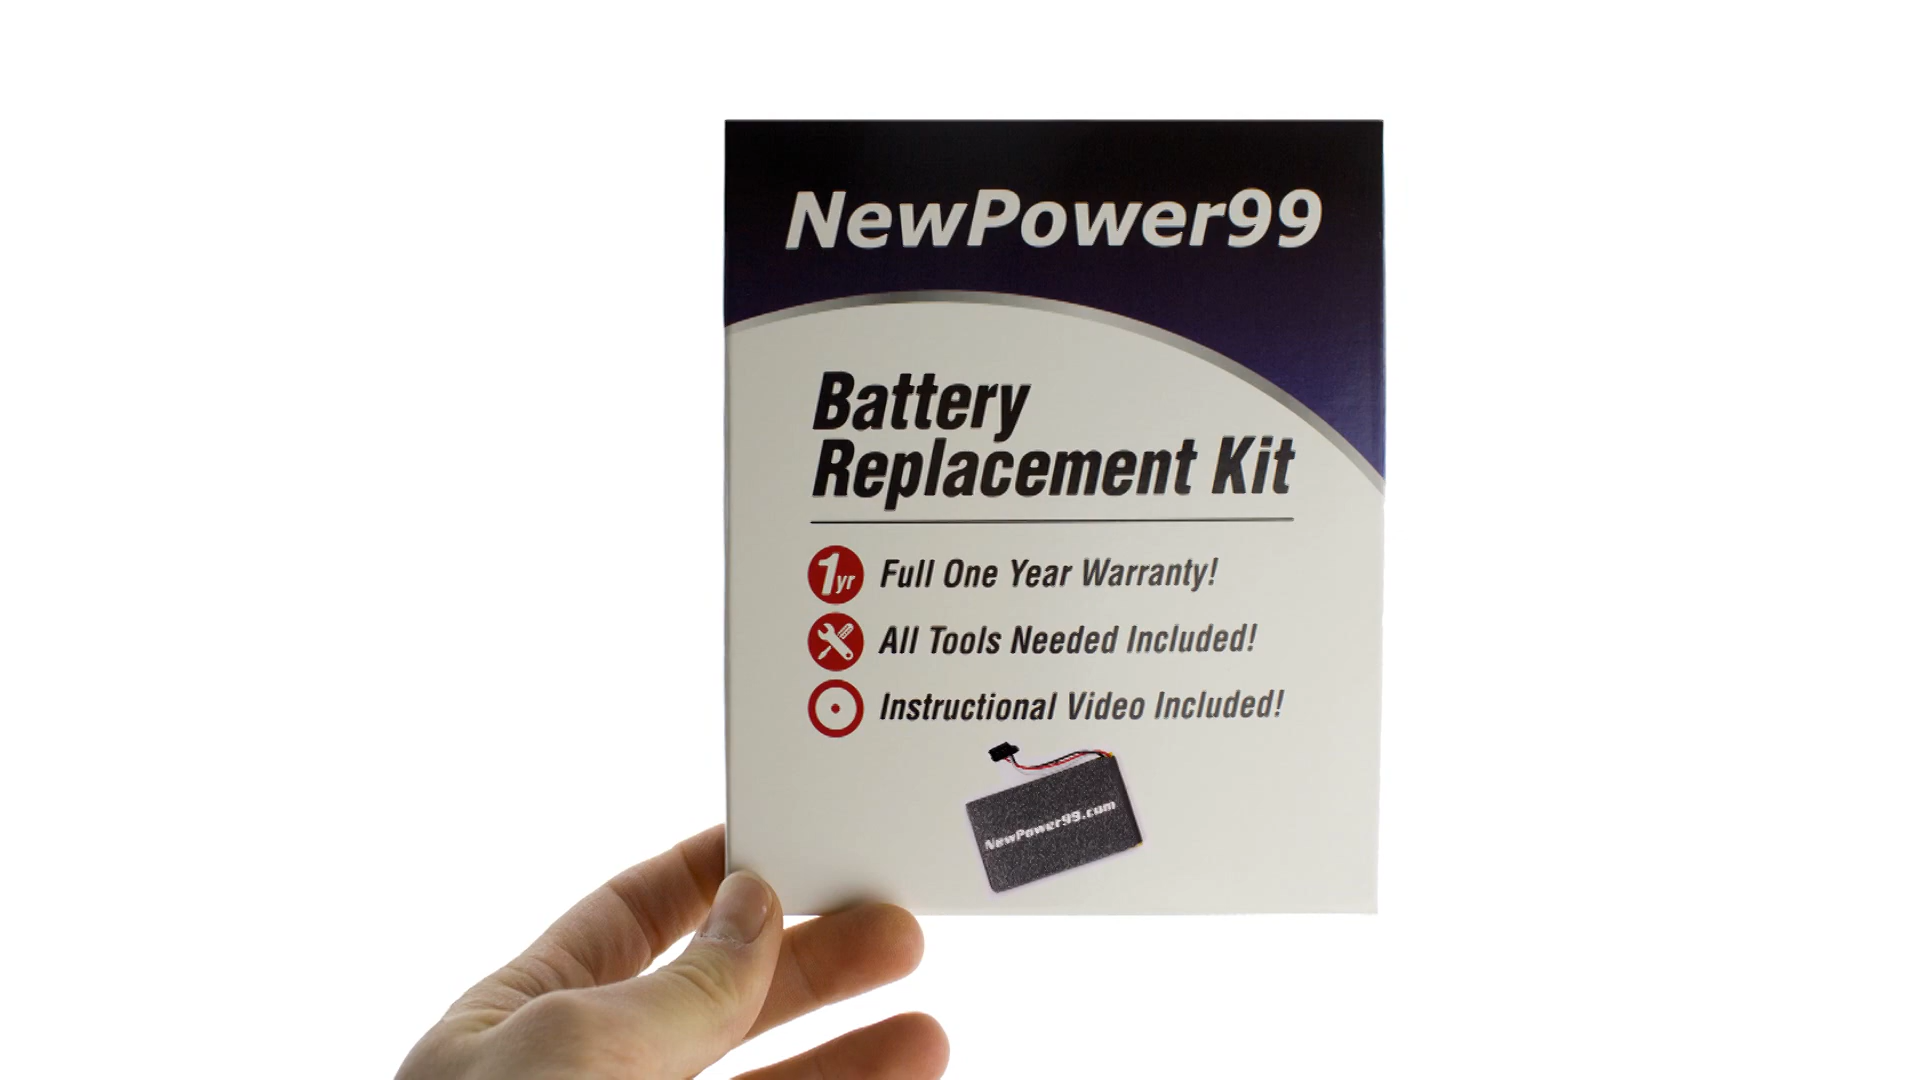 NewPower99
Battery
Replacement Kit
1yr Full One Year Warranty!
All Tools Needed Included!
Instructional Video Included!
NewPower99.com